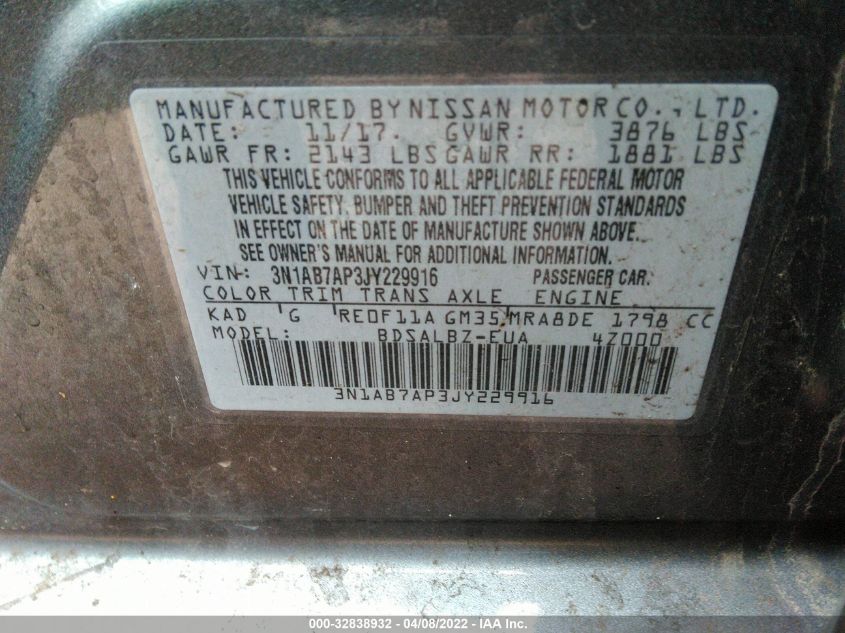 MANUFACTURED BY NISSAN MOTOR CO., LTD.
DATE: 11/17. GVWR: 3876 LBS
GAWR FR: 2143 LBS GAWR RR: 1881 LBS
THIS VEHICLE CONFORMS TO ALL APPLICABLE FEDERAL MOTOR
VEHICLE SAFETY, BUMPER AND THEFT PREVENTION STANDARDS
IN EFFECT ON THE DATE OF MANUFACTURE SHOWN ABOVE.
SEE OWNER'S MANUAL FOR ADDITIONAL INFORMATION.
VIN: 3N1AB7AP3JY229916 PASSENGER CAR.
COLOR TRIM TRANS AXLE ENGINE
KAD G RE0F11A GM35 MRA8DE 1798 CC
MODEL: BDSALBZ-EUA 4Z000
3N1AB7AP3JY229916
000-32838932 - 04/08/2022 - IAA Inc.